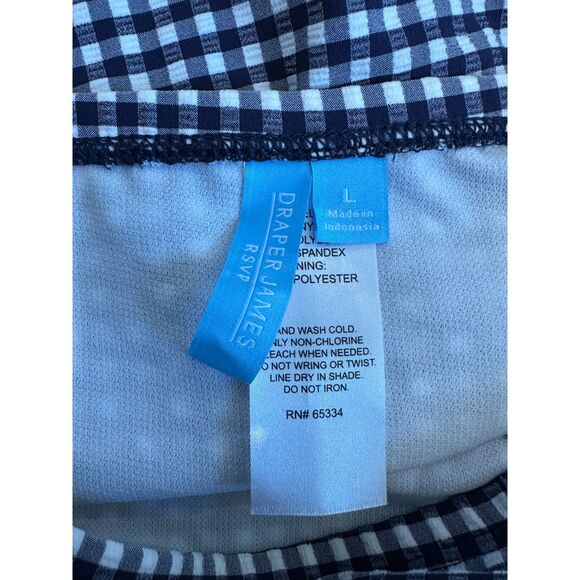 DRAPER JAMES
RSVP
L
Made in
Indonesia
SPANDEX
NING:
POLYESTER
AND WASH COLD.
NLY NON-CHLORINE
LEACH WHEN NEEDED.
O NOT WRING OR TWIST.
LINE DRY IN SHADE.
DO NOT IRON.
RN# 65334